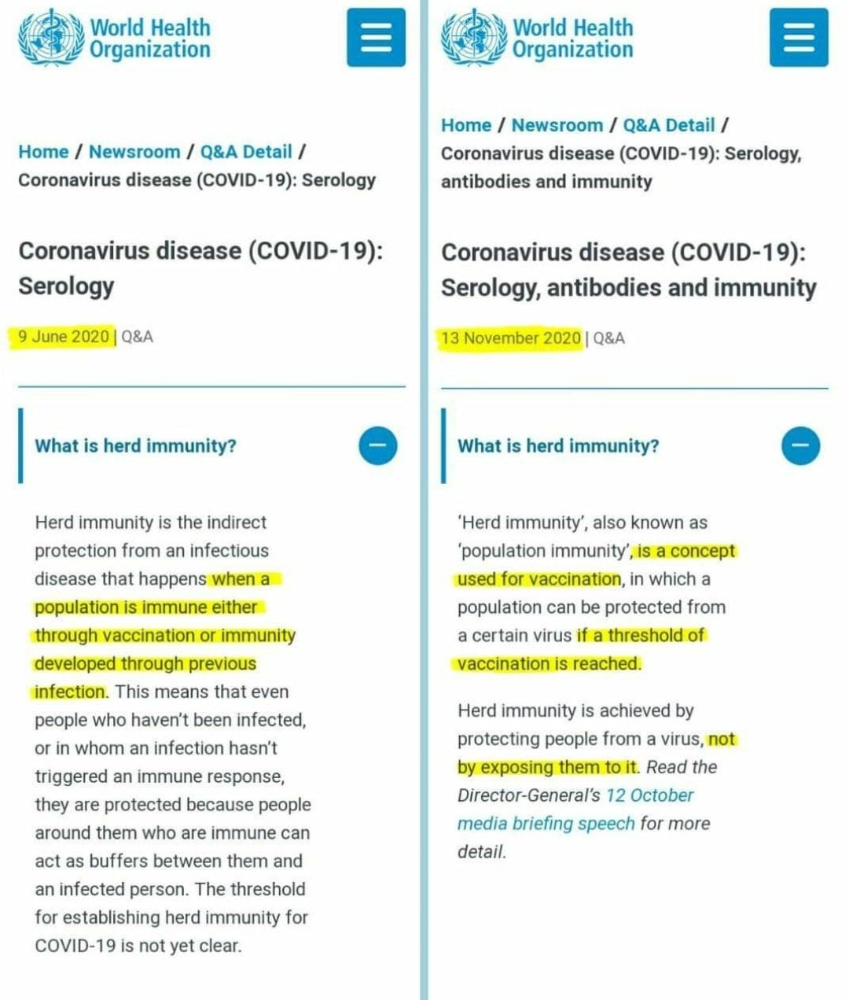 World Health
Organization
Home / Newsroom / Q&A Detail /
Coronavirus disease (COVID-19): Serology
Coronavirus disease (COVID-19):
Serology
9 June 2020 | Q&A
What is herd immunity?
Herd immunity is the indirect
protection from an infectious
disease that happens when a
population is immune either
through vaccination or immunity
developed through previous
infection. This means that even
people who haven't been infected,
or in whom an infection hasn't
triggered an immune response,
they are protected because people
around them who are immune can
act as buffers between them and
an infected person. The threshold
for establishing herd immunity for
COVID-19 is not yet clear.
World Health
Organization
Home / Newsroom / Q&A Detail /
Coronavirus disease (COVID-19): Serology,
antibodies and immunity
Coronavirus disease (COVID-19):
Serology, antibodies and immunity
13 November 2020 | Q&A
What is herd immunity?
'Herd immunity', also known as
'population immunity', is a concept
used for vaccination, in which a
population can be protected from
a certain virus if a threshold of
vaccination is reached.
Herd immunity is achieved by
protecting people from a virus, not
by exposing them to it. Read the
Director-General's 12 October
media briefing speech for more
detail.